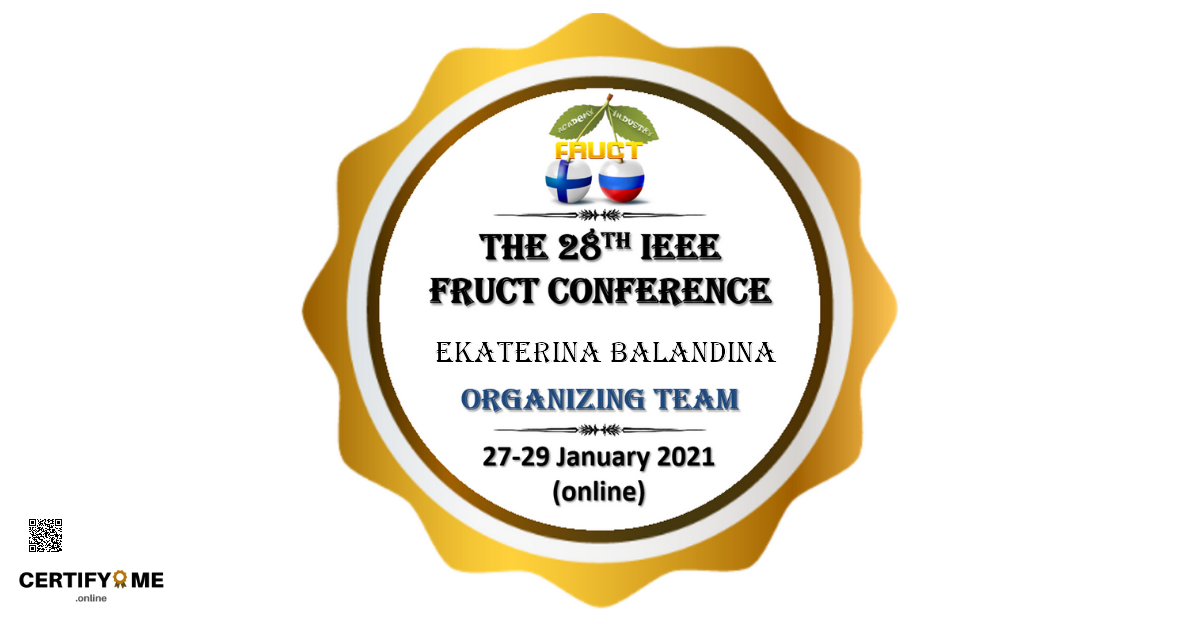 ACADEMY INDUSTRY
FRUCT
THE 28TH IEEE
FRUCT CONFERENCE
EKATERINA BALANDINA
ORGANIZING TEAM
27-29 January 2021
(online)
CERTIFY ME
.online